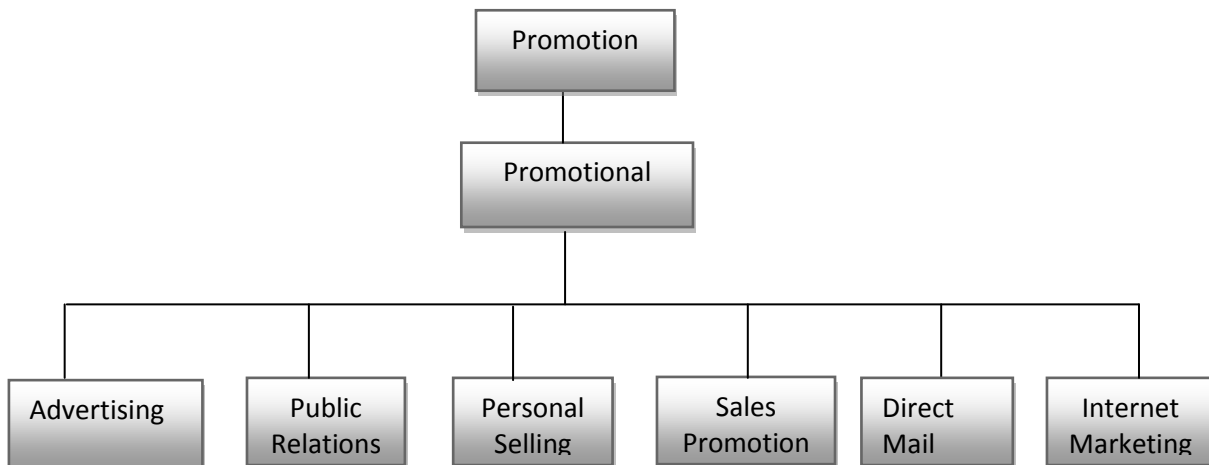 Promotion
Promotional
Advertising
Public
Relations
Personal
Selling
Sales
Promotion
Direct
Mail
Internet
Marketing